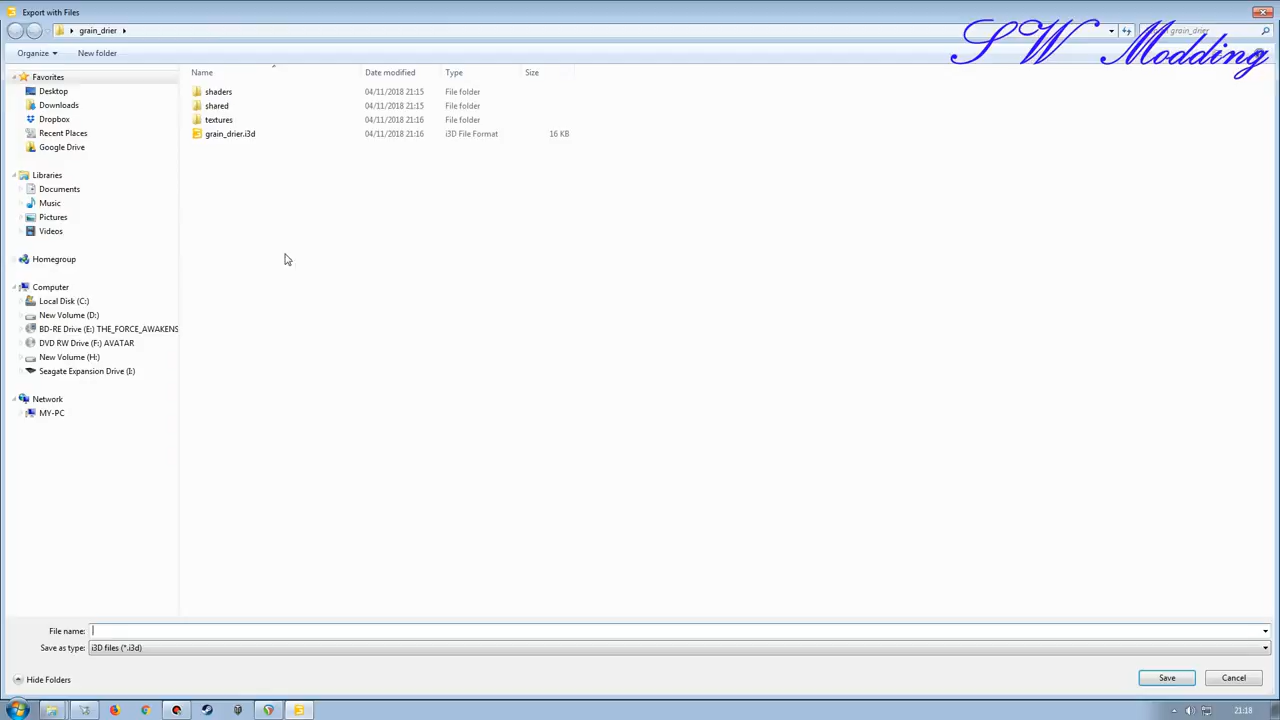 Export with Files
grain_drier
grain_drier
SW Modding
Organize
New folder
Name
Date modified
Type
Size
Favorites
Desktop
Downloads
Dropbox
Recent Places
Google Drive
Libraries
Documents
Music
Pictures
Videos
Homegroup
Computer
Local Disk (C:)
New Volume (D:)
BD-RE Drive (E:) THE_FORCE_AWAKENS
DVD RW Drive (F:) AVATAR
New Volume (H:)
Seagate Expansion Drive (I:)
Network
MY-PC
shaders 04/11/2018 21:15 File folder
shared 04/11/2018 21:15 File folder
textures 04/11/2018 21:16 File folder
grain_drier.i3d 04/11/2018 21:16 i3D File Format 16 KB
File name:
Save as type: i3D files (*.i3d)
Hide Folders
Save
Cancel
21:18